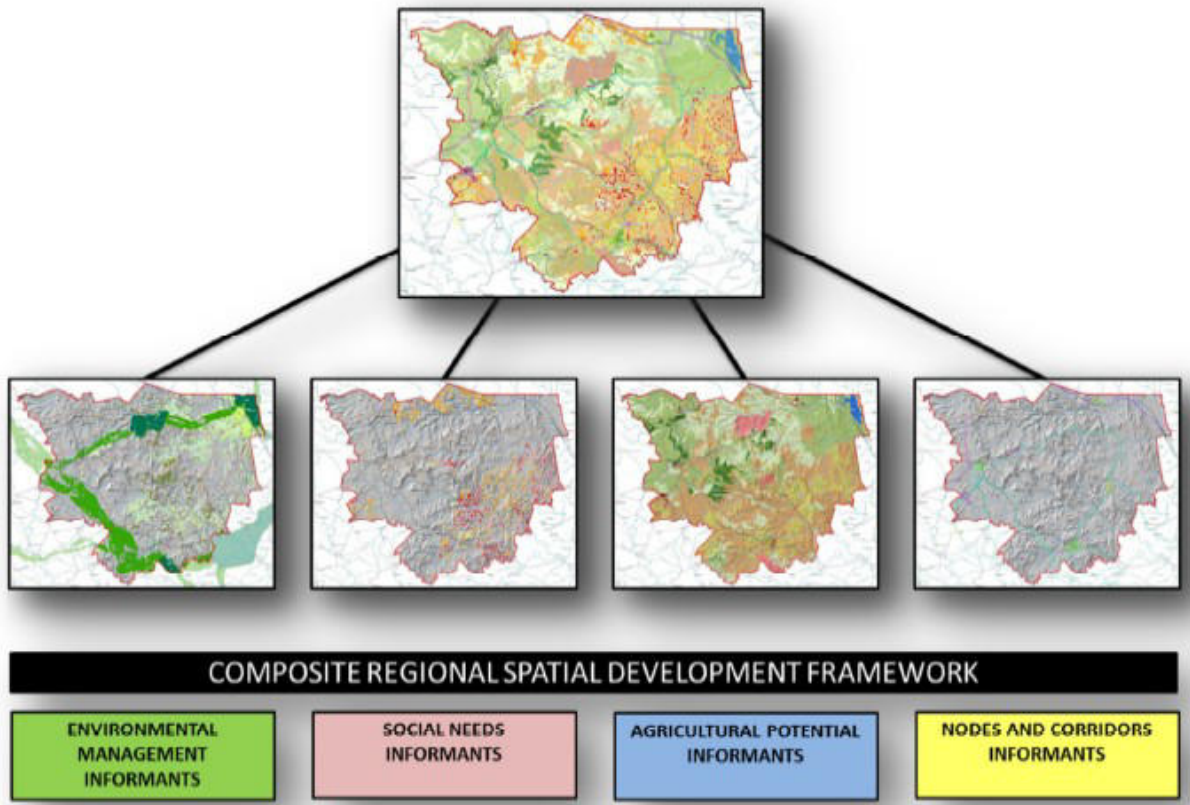 COMPOSITE REGIONAL SPATIAL DEVELOPMENT FRAMEWORK
ENVIRONMENTAL
MANAGEMENT
INFORMANTS
SOCIAL NEEDS
INFORMANTS
AGRICULTURAL POTENTIAL
INFORMANTS
NODES AND CORRIDORS
INFORMANTS